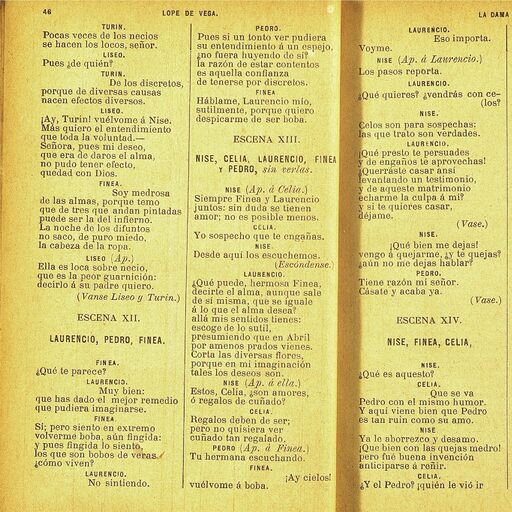 46
LOPE DE VEGA.
TURIN.
Pocas veces de los necios
se hacen los locos, señor.
LISEO.
Pues ¿de quién?
TURIN.
De los discretos,
porque de diversas causas
nacen efectos diversos.
LISEO.
¡Ay, Turin! vuélvome á Nise.
Más quiero el entendimiento
que toda la voluntad.—
Señora, pues mi deseo,
que era de daros el alma,
no pudo tener efecto,
quedad con Dios.
FINEA.
Soy medrosa
de las almas, porque temo
que de tres que andan pintadas
puede ser la del infierno.
La noche de los difuntos
no saco, de puro miedo,
la cabeza de la ropa.
LISEO (Ap.)
Ella es loca sobre necio,
que es la peor guarnición:
decirlo á su padre quiero.
(Vanse Liseo y Turin.)
ESCENA XII.
LAURENCIO, PEDRO, FINEA.
FINEA.
¿Qué te parece?
LAURENCIO.
Muy bien:
que has dado el mejor remedio
que pudiera imaginarse.
FINEA
Sí; pero siento en extremo
volverme boba, aún fingida:
y pues fingida lo siento,
los que son bobos de veras
¿cómo viven?
LAURENCIO.
No sintiendo.
PEDRO.
Pues si un tonto ver pudiera
su entendimiento á un espejo,
¿no fuera huyendo de sí?
la razón de estar contentos
es aquella confianza
de tenerse por discretos.
FINEA
Háblame, Laurencio mío,
sutilmente, porque quiero
despicarme de ser boba.
ESCENA XIII.
NISE, CELIA, LAURENCIO, FINEA
Y PEDRO, sin verlas.
NISE (Ap. á Celia.)
Siempre Finea y Laurencio
juntos: sin duda se tienen
amor; no es posible menos.
CELIA.
Yo sospecho que te engañas.
NISE.
Desde aquí los escuchemos.
(Escóndense.)
LAURENCIO.
¿Qué puede, hermosa Finea,
decirte el alma, aunque sale
de sí misma, que se iguale
á lo que el alma desea?
allá mis sentidos tienes:
escoge de lo sutil,
presumiendo que en Abril
por amenos prados vienes.
Corta las diversas flores,
porque en mi imaginación
tales los deseos son.
NISE (Ap. á ella.)
Estos, Celia, ¿son amores,
ó regalos de cuñado?
CELIA.
Regalos deben de ser;
pero no quisiera ver
cuñado tan regalado.
PEDRO (Ap. á Finea.)
Tu hermana escuchando.
FINEA.
¡Ay cielos!
vuélvome á boba.
LA DAMA
LAURENCIO.
Eso importa.
Voyme.
NISE (Ap. á Laurencio.)
Los pasos reporta.
LAURENCIO.
¿Qué quieres? ¿vendrás con ce-
(los?
NISE.
Celos son para sospechas:
las que trato son verdades.
LAURENCIO.
¡Qué presto te persuades
y de engaños te aprovechas!
¡Querráste casar ansí
levantando un testimonio,
y de aqueste matrimonio
echarme la culpa á mí?
y si te quieres casar,
déjame.
(Vase.)
NISE.
¡Qué bien me dejas!
vengo á quejarme, ¿y te quejas?
¿aún no me dejas hablar?
PEDRO.
Tiene razón mi señor.
Cásate y acaba ya.
(Vase.)
ESCENA XIV.
NISE, FINEA, CELIA,
NISE.
¿Qué es aquesto?
CELIA.
Que se va
Pedro con el mismo humor.
Y aquí viene bien que Pedro
es tan ruin como su amo.
NISE
Ya le aborrezco y desamo.
¡Que bien con las quejas medro!
pero fué buena invención
anticiparse á reñir.
CELIA.
¿Y el Pedro? ¡quién le vió ir